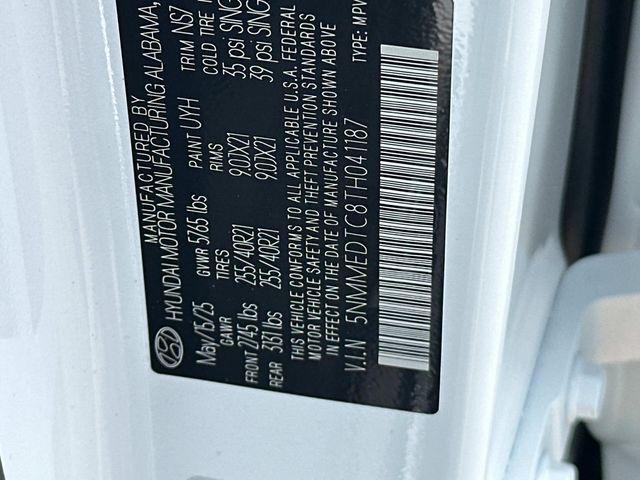 MANUFACTURED BY
HYUNDAI MOTOR MANUFACTURING ALABAMA,
May/15/25 GVWR 5765 lbs PAINT UYH TRIM NS7
GAWR TIRES RIMS COLD TIRE
FRONT 2745 lbs 255/40R21 9.0JX21 35 psi SING
REAR 3131 lbs 255/40R21 9.0JX21 39 psi SING
THIS VEHICLE CONFORMS TO ALL APPLICABLE U.S.A. FEDERAL
MOTOR VEHICLE SAFETY AND THEFT PREVENTION STANDARDS
IN EFFECT ON THE DATE OF MANUFACTURE SHOWN ABOVE
V.I.N 5NMMEDTC8TH041187 TYPE: MPV